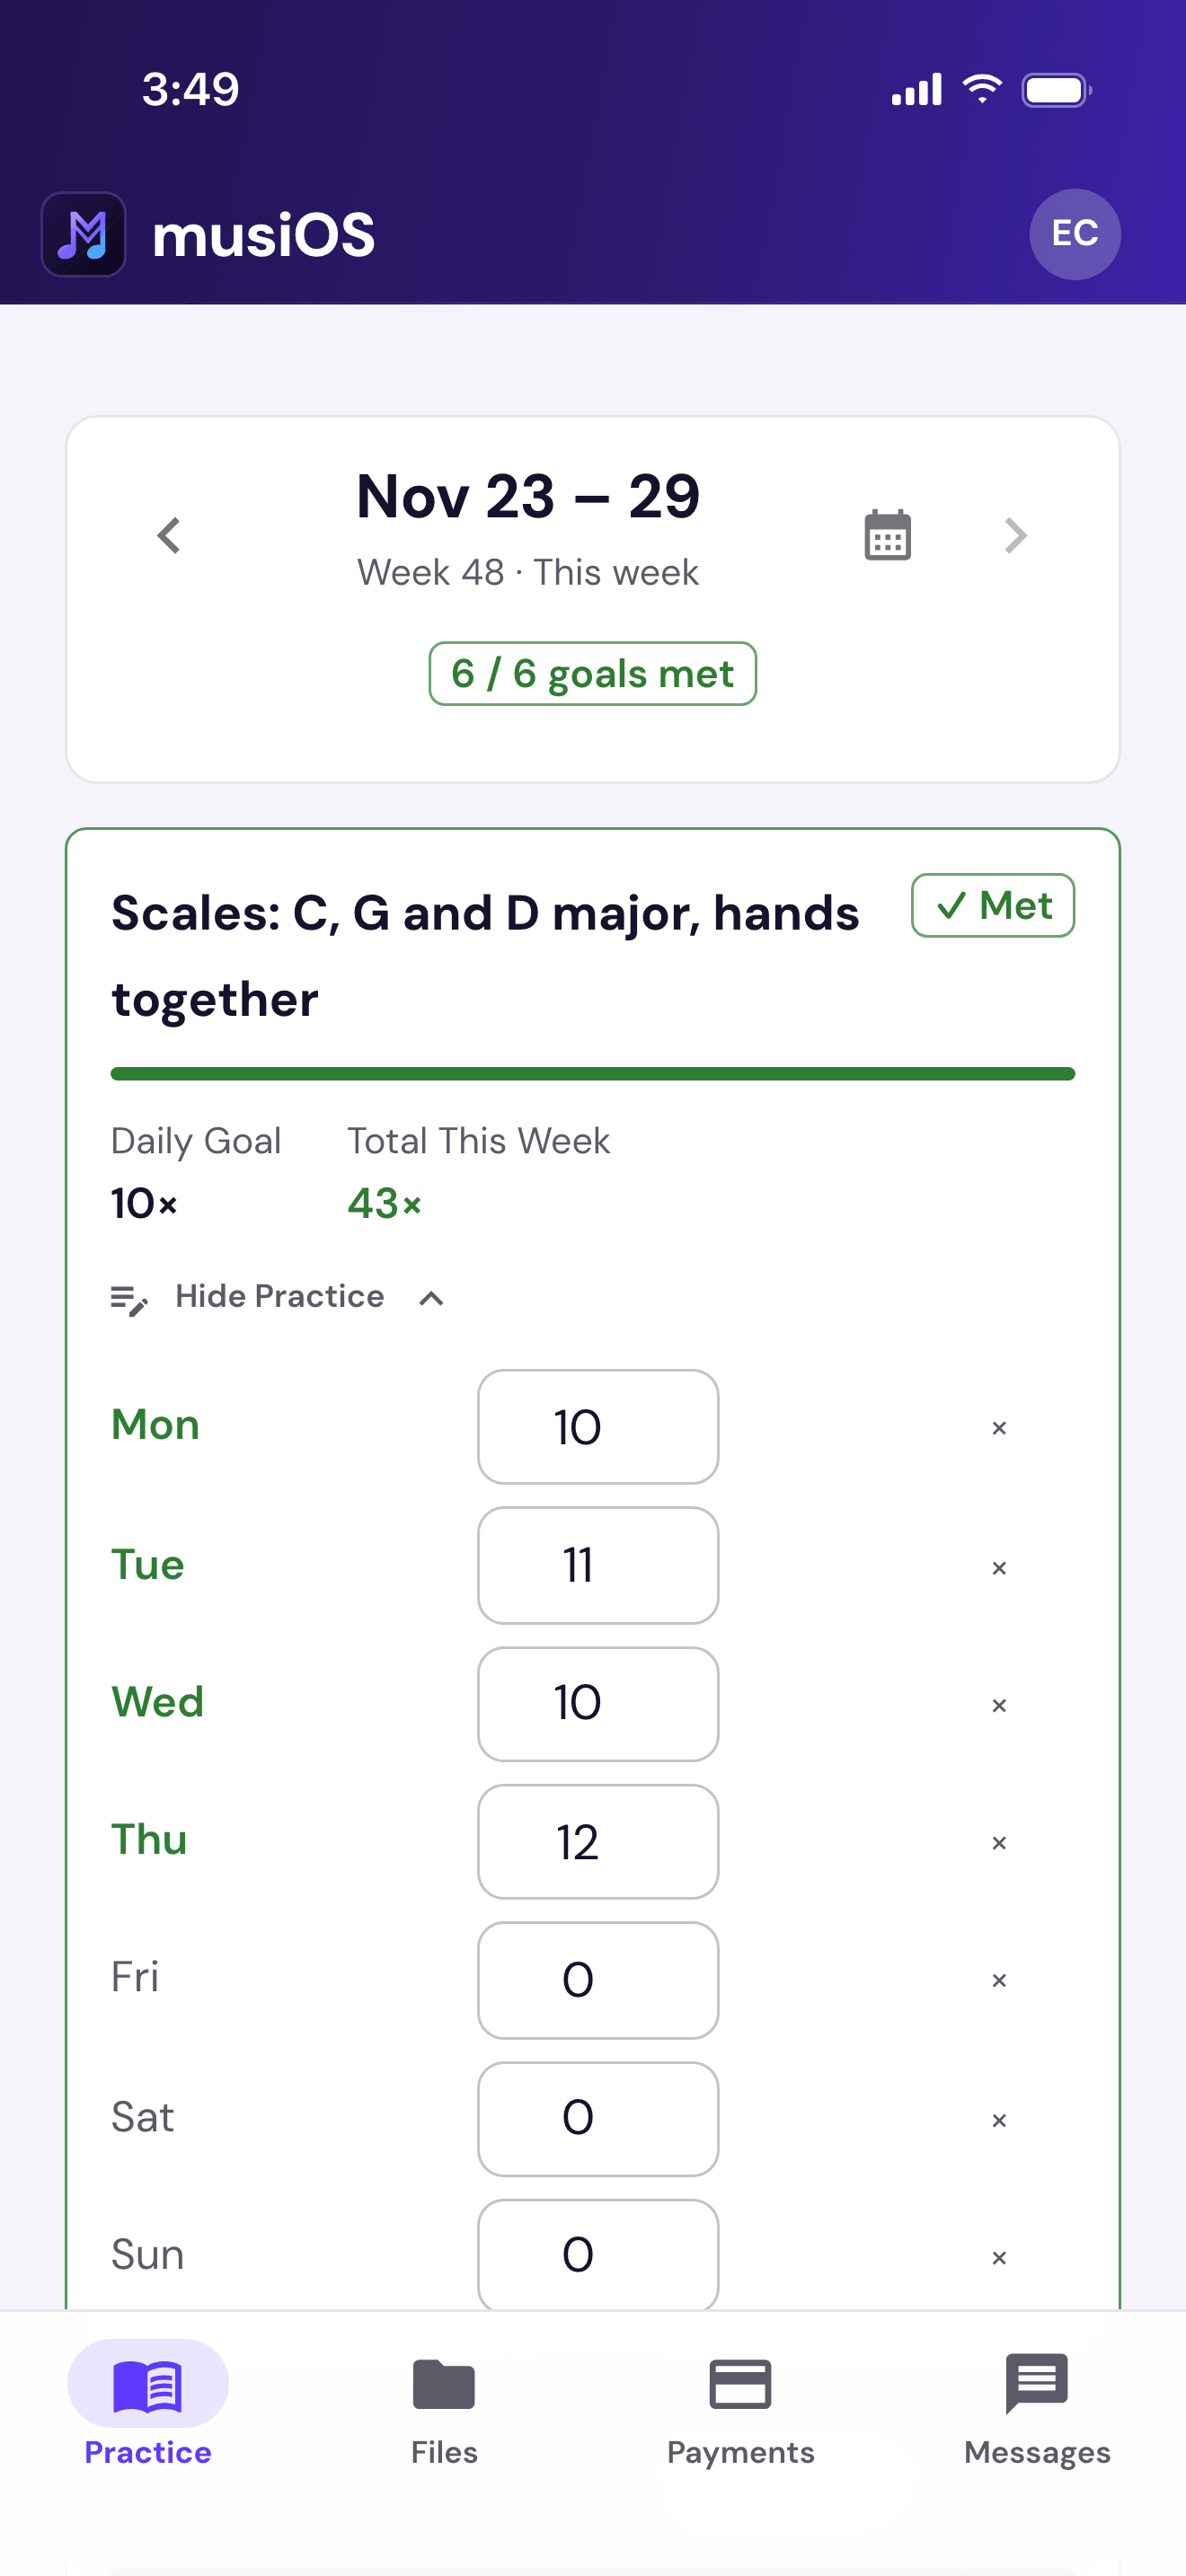 3:49
musiOS
EC
Nov 23 – 29
Week 48 · This week
6 / 6 goals met
Scales: C, G and D major, hands
together
✓ Met
Daily Goal
Total This Week
10×
43×
Hide Practice
Mon 10 ×
Tue 11 ×
Wed 10 ×
Thu 12 ×
Fri 0 ×
Sat 0 ×
Sun 0 ×
Practice
Files
Payments
Messages